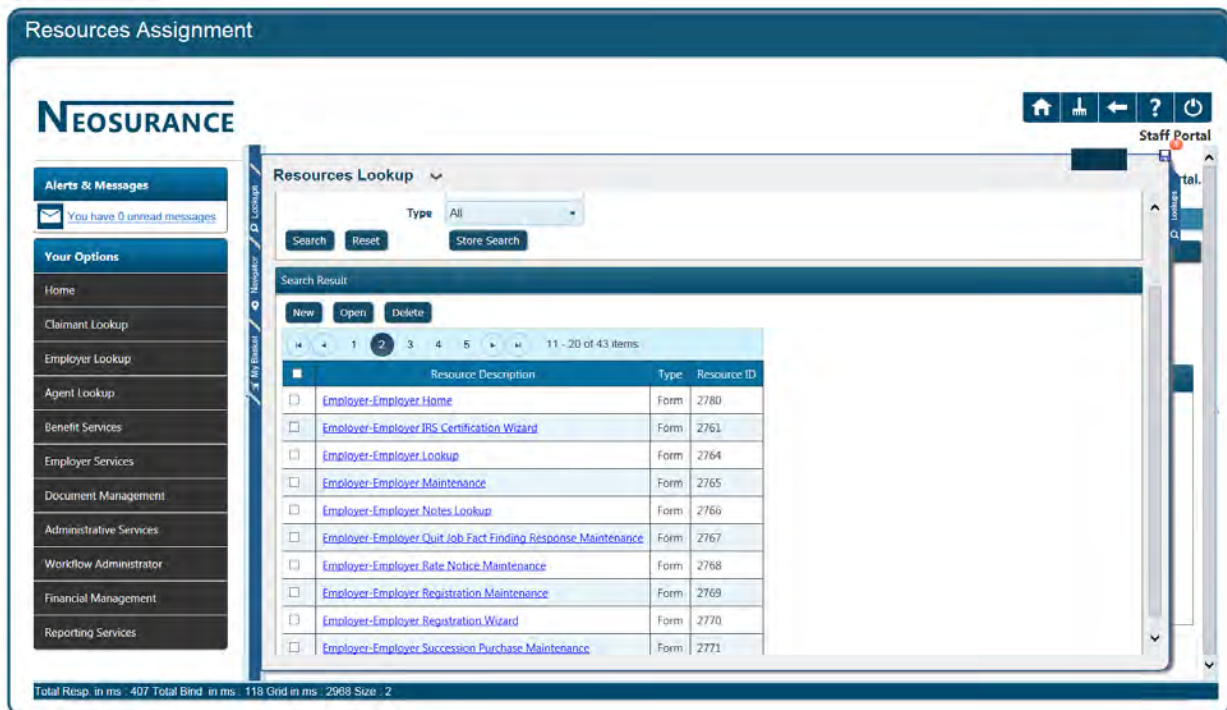 Resources Assignment
NEOSURANCE
Staff Portal
Alerts & Messages
You have 0 unread messages
Your Options
Home
Claimant Lookup
Employer Lookup
Agent Lookup
Benefit Services
Employer Services
Document Management
Administrative Services
Workflow Administrator
Financial Management
Reporting Services
Lookups
Navigator
My Basket
Resources Lookup
Type All
Search Reset Store Search
Search Result
New Open Delete
1 2 3 4 5 11 - 20 of 43 items
Resource Description Type Resource ID
Employer-Employer Home Form 2780
Employer-Employer IRS Certification Wizard Form 2761
Employer-Employer Lookup Form 2764
Employer-Employer Maintenance Form 2765
Employer-Employer Notes Lookup Form 2766
Employer-Employer Quit Job Fact Finding Response Maintenance Form 2767
Employer-Employer Rate Notice Maintenance Form 2768
Employer-Employer Registration Maintenance Form 2769
Employer-Employer Registration Wizard Form 2770
Employer-Employer Succession Purchase Maintenance Form 2771
tal.
Lookups
Total Resp. in ms : 407 Total Bind in ms : 118 Grid in ms : 2968 Size : 2